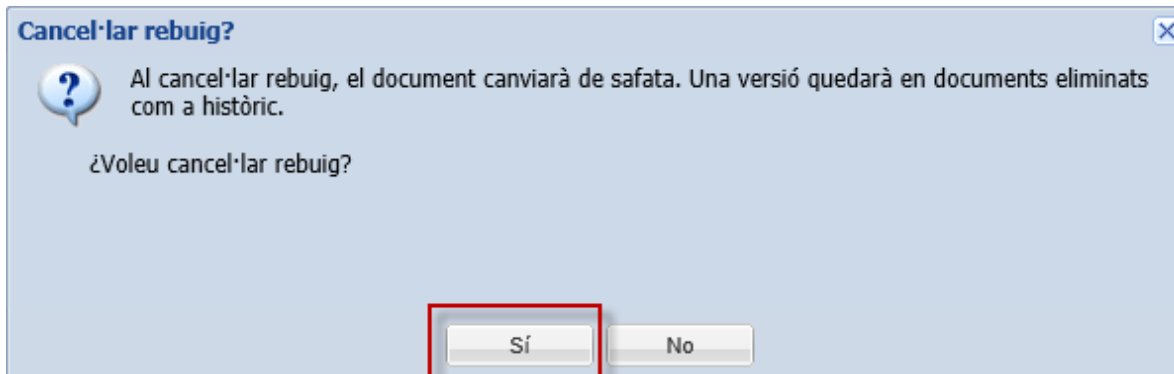 Cancel·lar rebuig?
Al cancel·lar rebuig, el document canviarà de safata. Una versió quedarà en documents eliminats
com a històric.
¿Voleu cancel·lar rebuig?
Sí
No